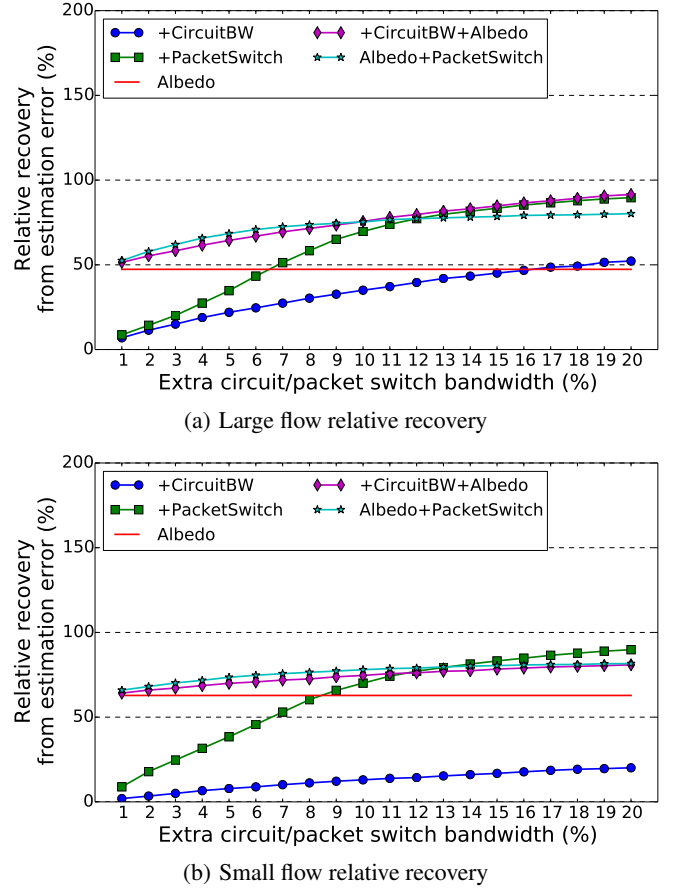 200
150
100
50
0
Relative recovery
from estimation error (%)
+CircuitBW
+PacketSwitch
Albedo
+CircuitBW+Albedo
Albedo+PacketSwitch
1 2 3 4 5 6 7 8 9 10 11 12 13 14 15 16 17 18 19 20
Extra circuit/packet switch bandwidth (%)
(a) Large flow relative recovery
200
150
100
50
0
Relative recovery
from estimation error (%)
+CircuitBW
+PacketSwitch
Albedo
+CircuitBW+Albedo
Albedo+PacketSwitch
1 2 3 4 5 6 7 8 9 10 11 12 13 14 15 16 17 18 19 20
Extra circuit/packet switch bandwidth (%)
(b) Small flow relative recovery